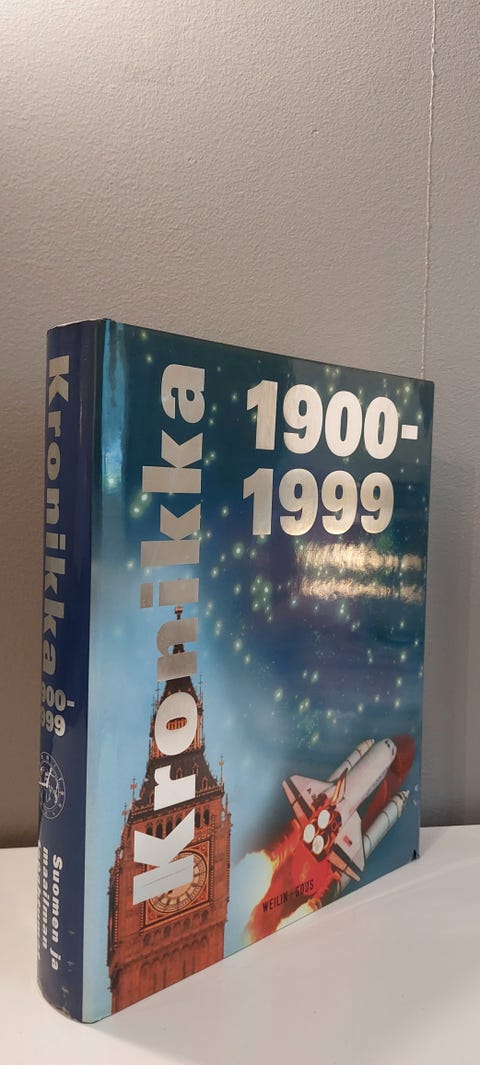 Kronikka
1900-
1999
WEILIN+GÖÖS
Kronikka
1900-
1999
Suomen ja
maailman